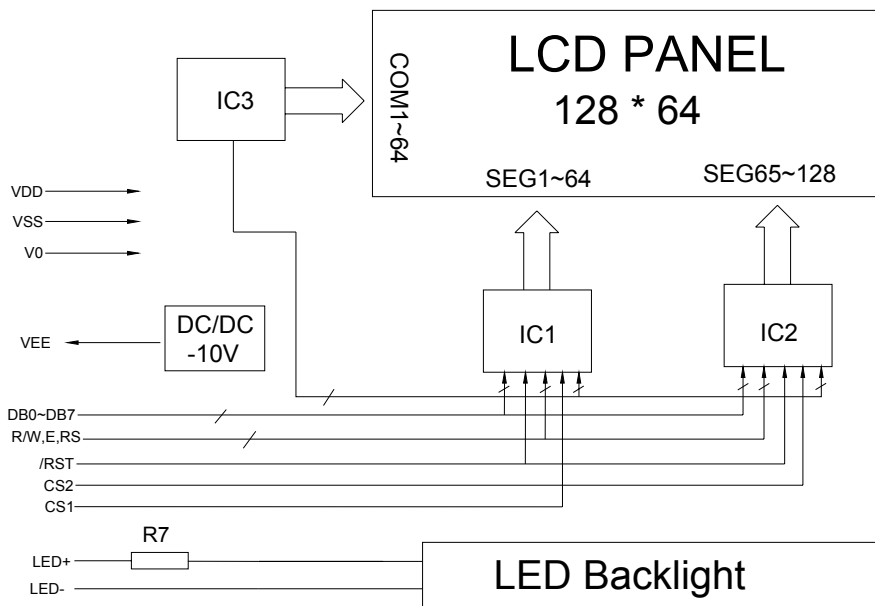 LCD PANEL
128 * 64
COM1~64
SEG1~64
SEG65~128
IC3
VDD
VSS
V0
DC/DC
-10V
VEE
IC1
IC2
DB0~DB7
R/W,E,RS
/RST
CS2
CS1
R7
LED+
LED-
LED Backlight